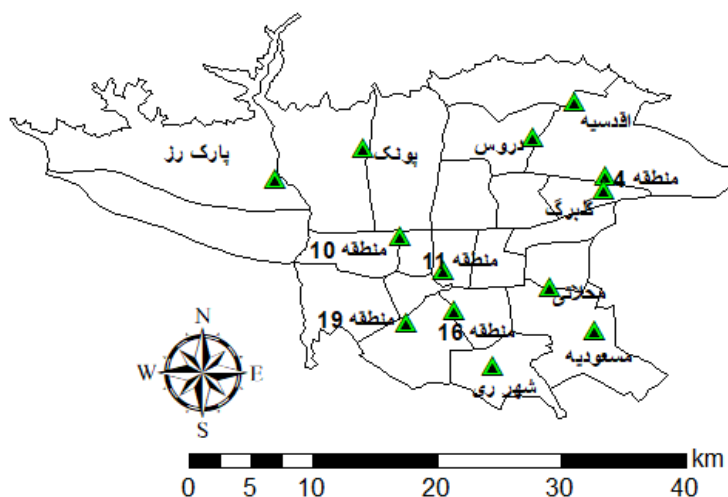 اقدسیه
دروس
پونک
پارک رز
منطقه 4
گلبرگ
منطقه 10
منطقه 11
محلاتی
منطقه 19
منطقه 16
مسعودیه
شهر ری
N
W E
S
km
0 5 10 20 30 40